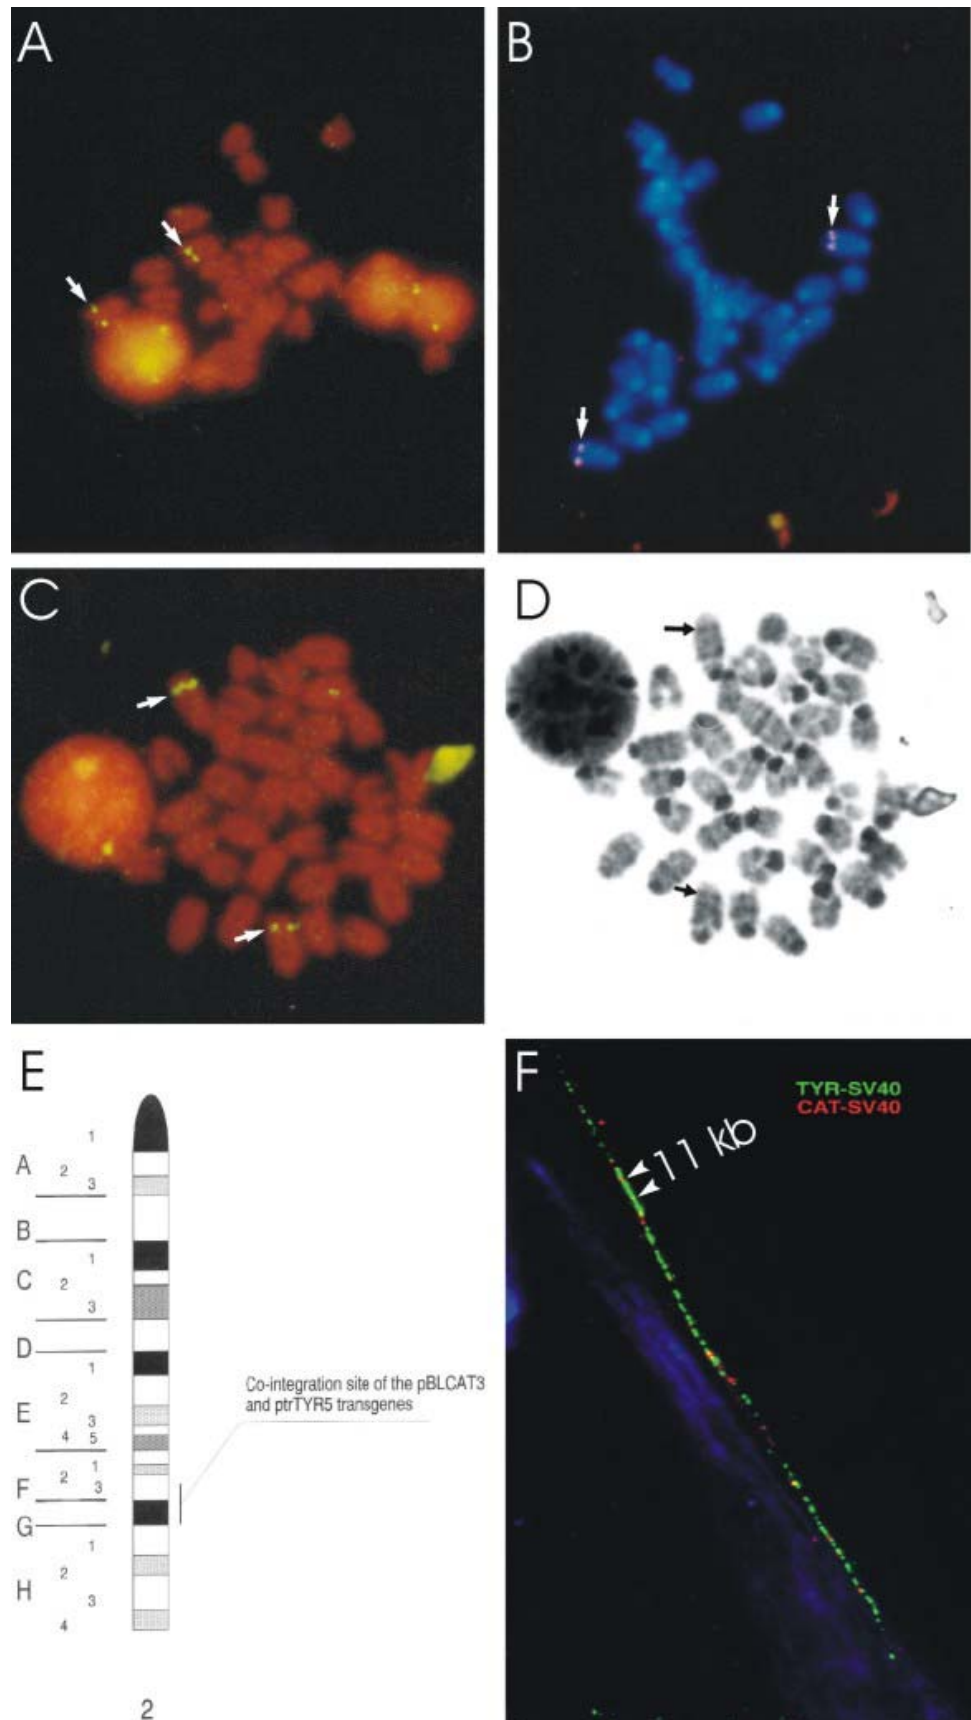 A
B
C
D
E
1
A
2
3
B
1
C
2
3
D
1
2
E
3
4 5
1
2
F
3
G
1
2
H
3
4
2
Co-integration site of the pBLCAT3
and ptrTYR5 transgenes
F
TYR-SV40
CAT-SV40
11 kb